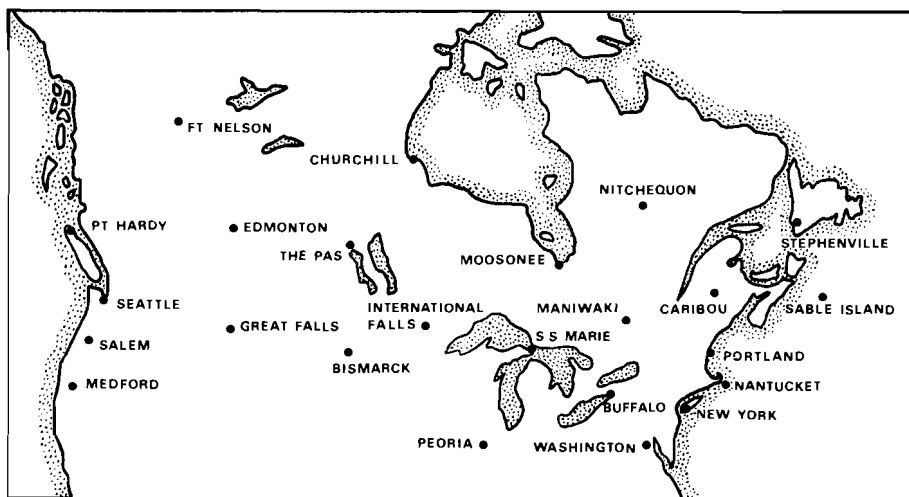 FT NELSON
CHURCHILL
NITCHEQUON
PT HARDY
EDMONTON
THE PAS
MOOSONEE
STEPHENVILLE
SEATTLE
INTERNATIONAL
FALLS
GREAT FALLS
MANIWAKI
CARIBOU
SABLE ISLAND
SALEM
S S MARIE
PORTLAND
BISMARCK
MEDFORD
NANTUCKET
BUFFALO
NEW YORK
PEORIA
WASHINGTON